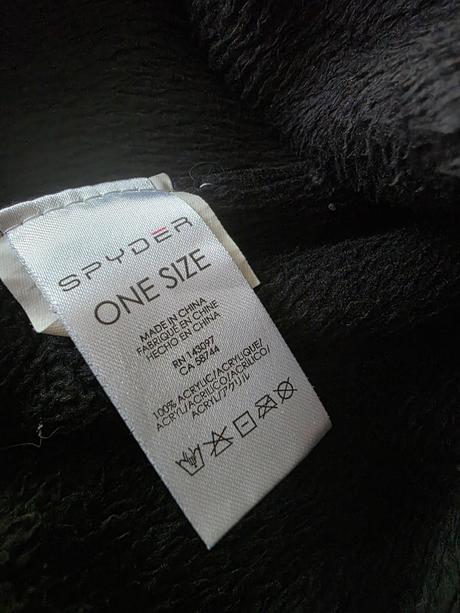 SPYDER
ONE SIZE
MADE IN CHINA
FABRIQUÉ EN CHINE
HECHO EN CHINA
RN 143097
CA 58744
100% ACRYLIC/ACRYLIQUE/
ACRYL/ACRILICO/ACRÍLICO/
ACRYL/アクリル